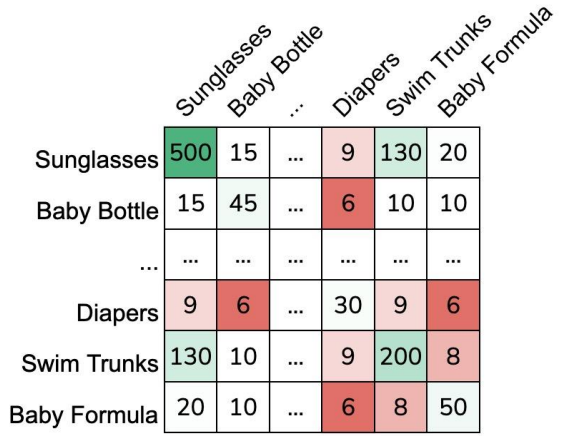 Sunglasses Baby Bottle ... Diapers Swim Trunks Baby Formula
Sunglasses 500 15 ... 9 130 20
Baby Bottle 15 45 ... 6 10 10
... ... ... ... ... ... ...
Diapers 9 6 ... 30 9 6
Swim Trunks 130 10 ... 9 200 8
Baby Formula 20 10 ... 6 8 50